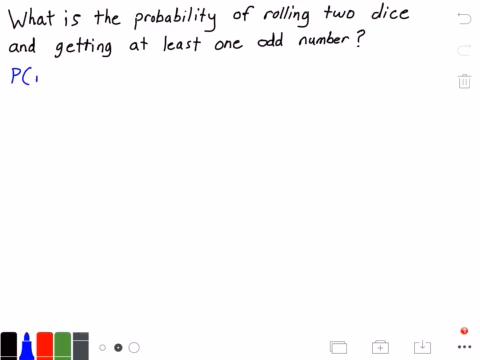 What is the probability of rolling two dice
and getting at least one odd number?
P(